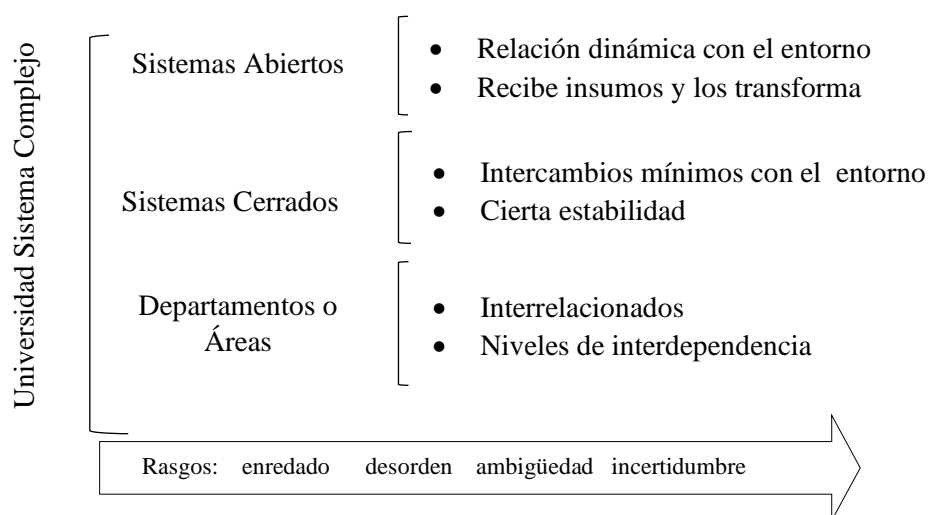 Universidad Sistema Complejo
Sistemas Abiertos
• Relación dinámica con el entorno
• Recibe insumos y los transforma
Sistemas Cerrados
• Intercambios mínimos con el entorno
• Cierta estabilidad
Departamentos o
Áreas
• Interrelacionados
• Niveles de interdependencia
Rasgos: enredado desorden ambigüedad incertidumbre